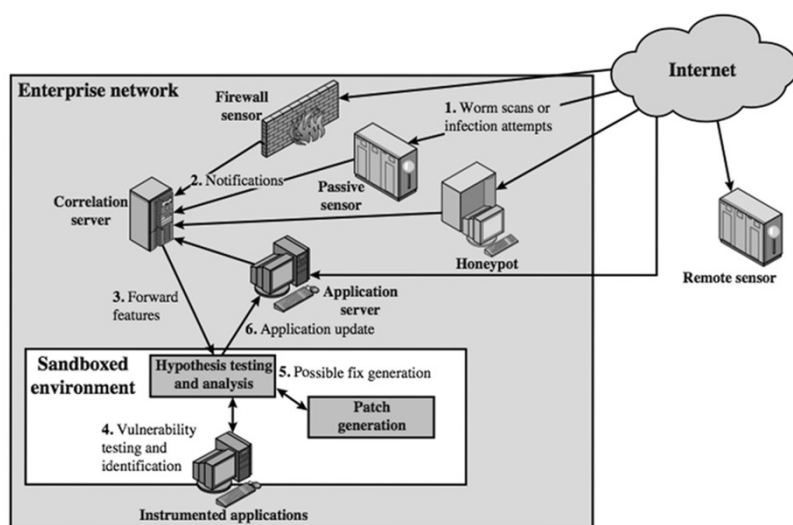 Internet
Enterprise network
Firewall
sensor
1. Worm scans or
infection attempts
2. Notifications
Passive
sensor
Correlation
server
Honeypot
Remote sensor
3. Forward
features
Application
server
6. Application update
Sandboxed
environment
Hypothesis testing
and analysis
5. Possible fix generation
Patch
generation
4. Vulnerability
testing and
identification
Instrumented applications